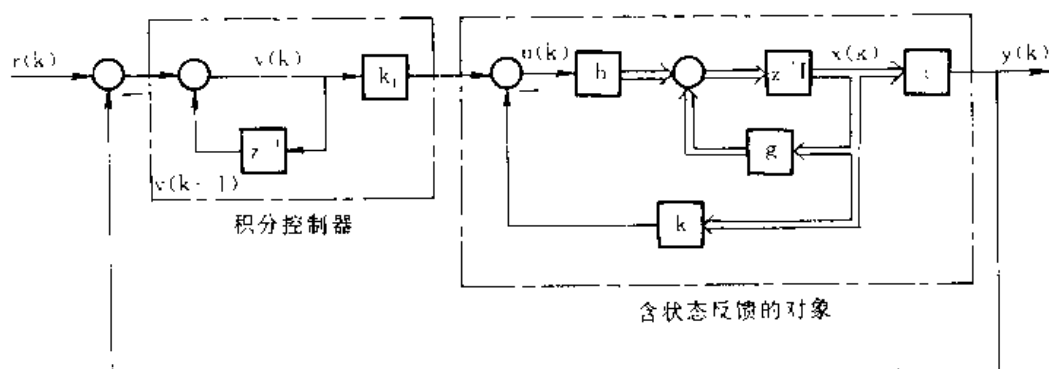 r(k)
v(k)
k₁
u(k)
h
x(k)
y(k)
g
v(k-1)
k
积分控制器
含状态反馈的对象